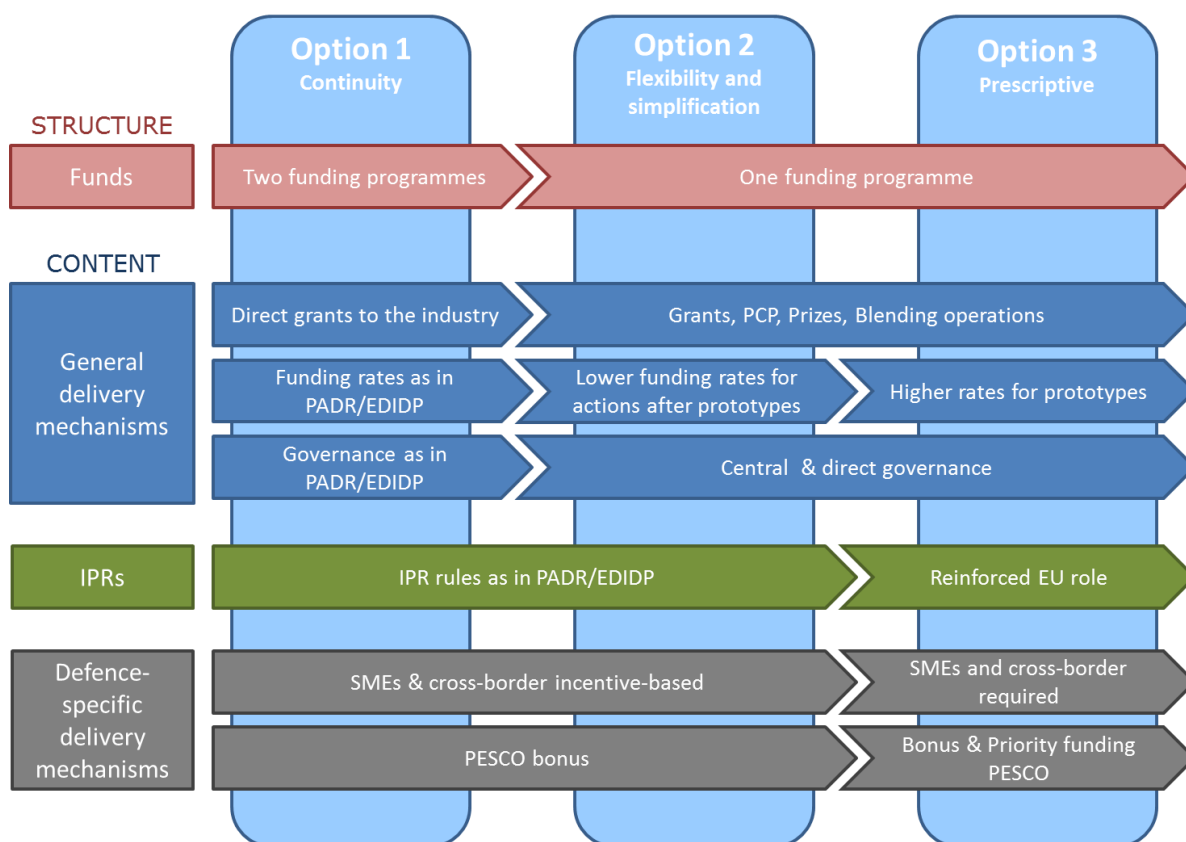 Option 1
Continuity
Option 2
Flexibility and
simplification
Option 3
Prescriptive
STRUCTURE
Funds
Two funding programmes
One funding programme
CONTENT
General
delivery
mechanisms
Direct grants to the industry
Grants, PCP, Prizes, Blending operations
Funding rates as in
PADR/EDIDP
Lower funding rates for
actions after prototypes
Higher rates for prototypes
Governance as in
PADR/EDIDP
Central & direct governance
IPRs
IPR rules as in PADR/EDIDP
Reinforced EU role
Defence-
specific
delivery
mechanisms
SMEs & cross-border incentive-based
SMEs and cross-border
required
PESCO bonus
Bonus & Priority funding
PESCO